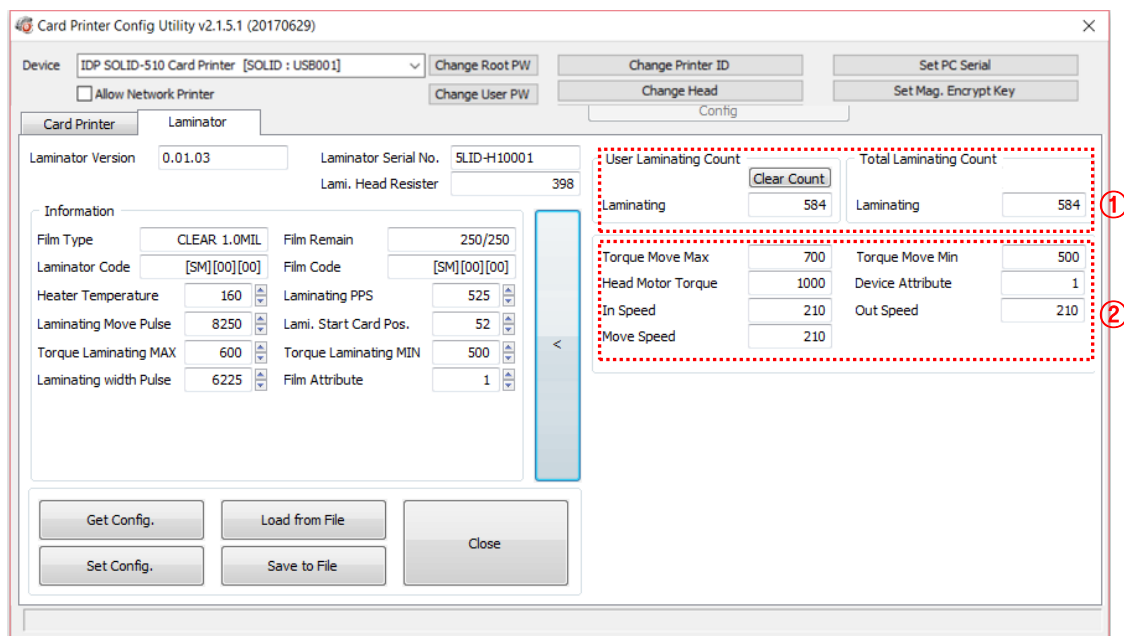 Card Printer Config Utility v2.1.5.1 (20170629)
Device IDP SOLID-510 Card Printer [SOLID : USB001] Change Root PW Change Printer ID Set PC Serial
Allow Network Printer Change User PW Change Head Set Mag. Encrypt Key
Config
Card Printer Laminator
Laminator Version 0.01.03 Laminator Serial No. 5LID-H10001
Lami. Head Resister 398
Information
Film Type CLEAR 1.0MIL Film Remain 250/250
Laminator Code [SM][00][00] Film Code [SM][00][00]
Heater Temperature 160 Laminating PPS 525
Laminating Move Pulse 8250 Lami. Start Card Pos. 52
Torque Laminating MAX 600 Torque Laminating MIN 500
Laminating width Pulse 6225 Film Attribute 1
<
User Laminating Count Total Laminating Count
Clear Count
Laminating 584 Laminating 584
①
Torque Move Max 700 Torque Move Min 500
Head Motor Torque 1000 Device Attribute 1
In Speed 210 Out Speed 210
②
Move Speed 210
Get Config. Load from File Close
Set Config. Save to File